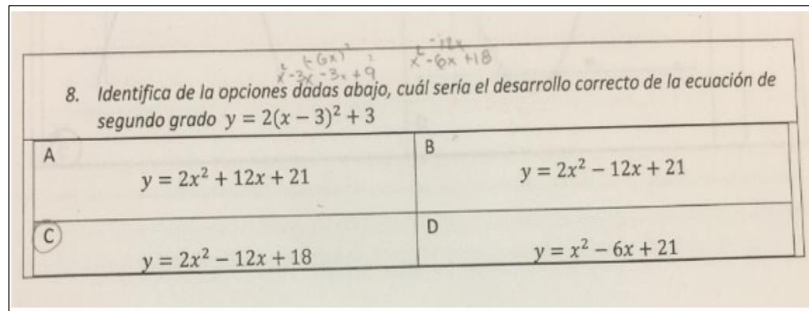 x² - 3x - 3x + 9
x² - 6x + 18
8. Identifica de la opciones dadas abajo, cuál sería el desarrollo correcto de la ecuación de
segundo grado y = 2(x − 3)² + 3
A
y = 2x² + 12x + 21
B
y = 2x² − 12x + 21
C
y = 2x² − 12x + 18
D
y = x² − 6x + 21